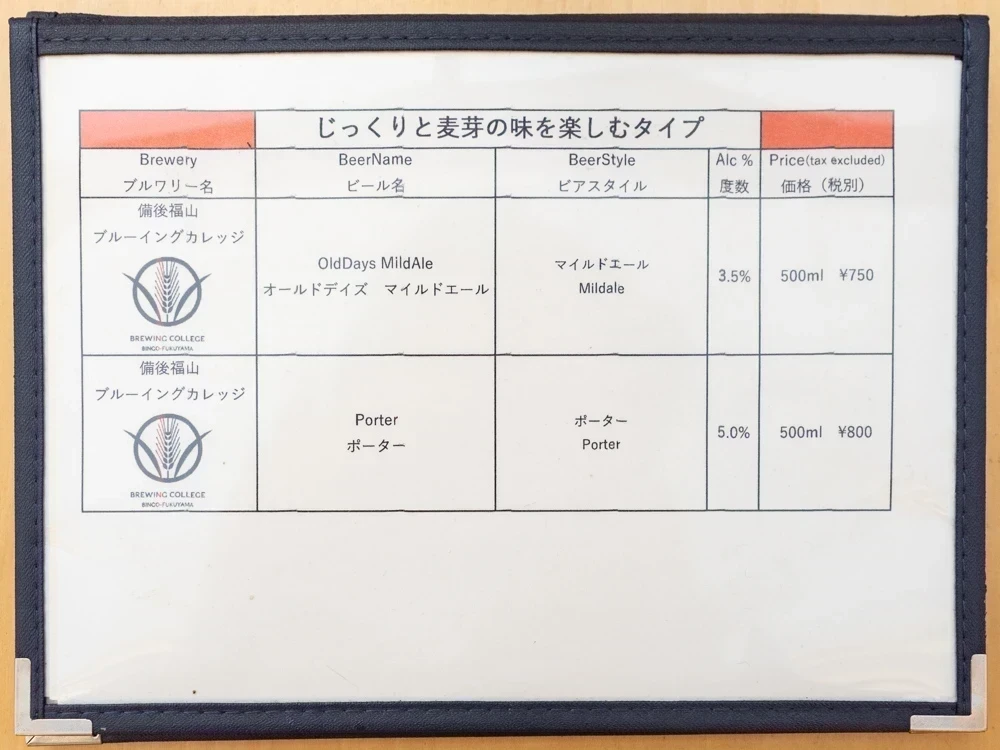 じっくりと麦芽の味を楽しむタイプ
Brewery BeerName BeerStyle Alc % Price(tax excluded)
ブルワリー名 ビール名 ビアスタイル 度数 価格（税別）
備後福山
ブルーイングカレッジ
BREWING COLLEGE
BINGO-FUKUYAMA
OldDays MildAle
オールドデイズ　マイルドエール
マイルドエール
Mildale
3.5%
500ml ¥750
備後福山
ブルーイングカレッジ
BREWING COLLEGE
BINGO-FUKUYAMA
Porter
ポーター
ポーター
Porter
5.0%
500ml ¥800